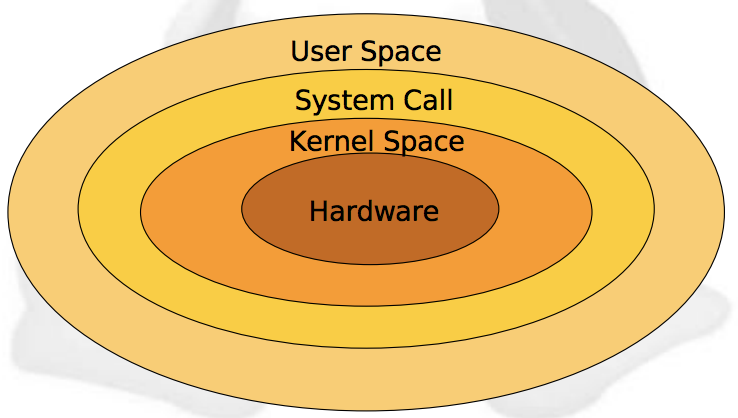 User Space
System Call
Kernel Space
Hardware